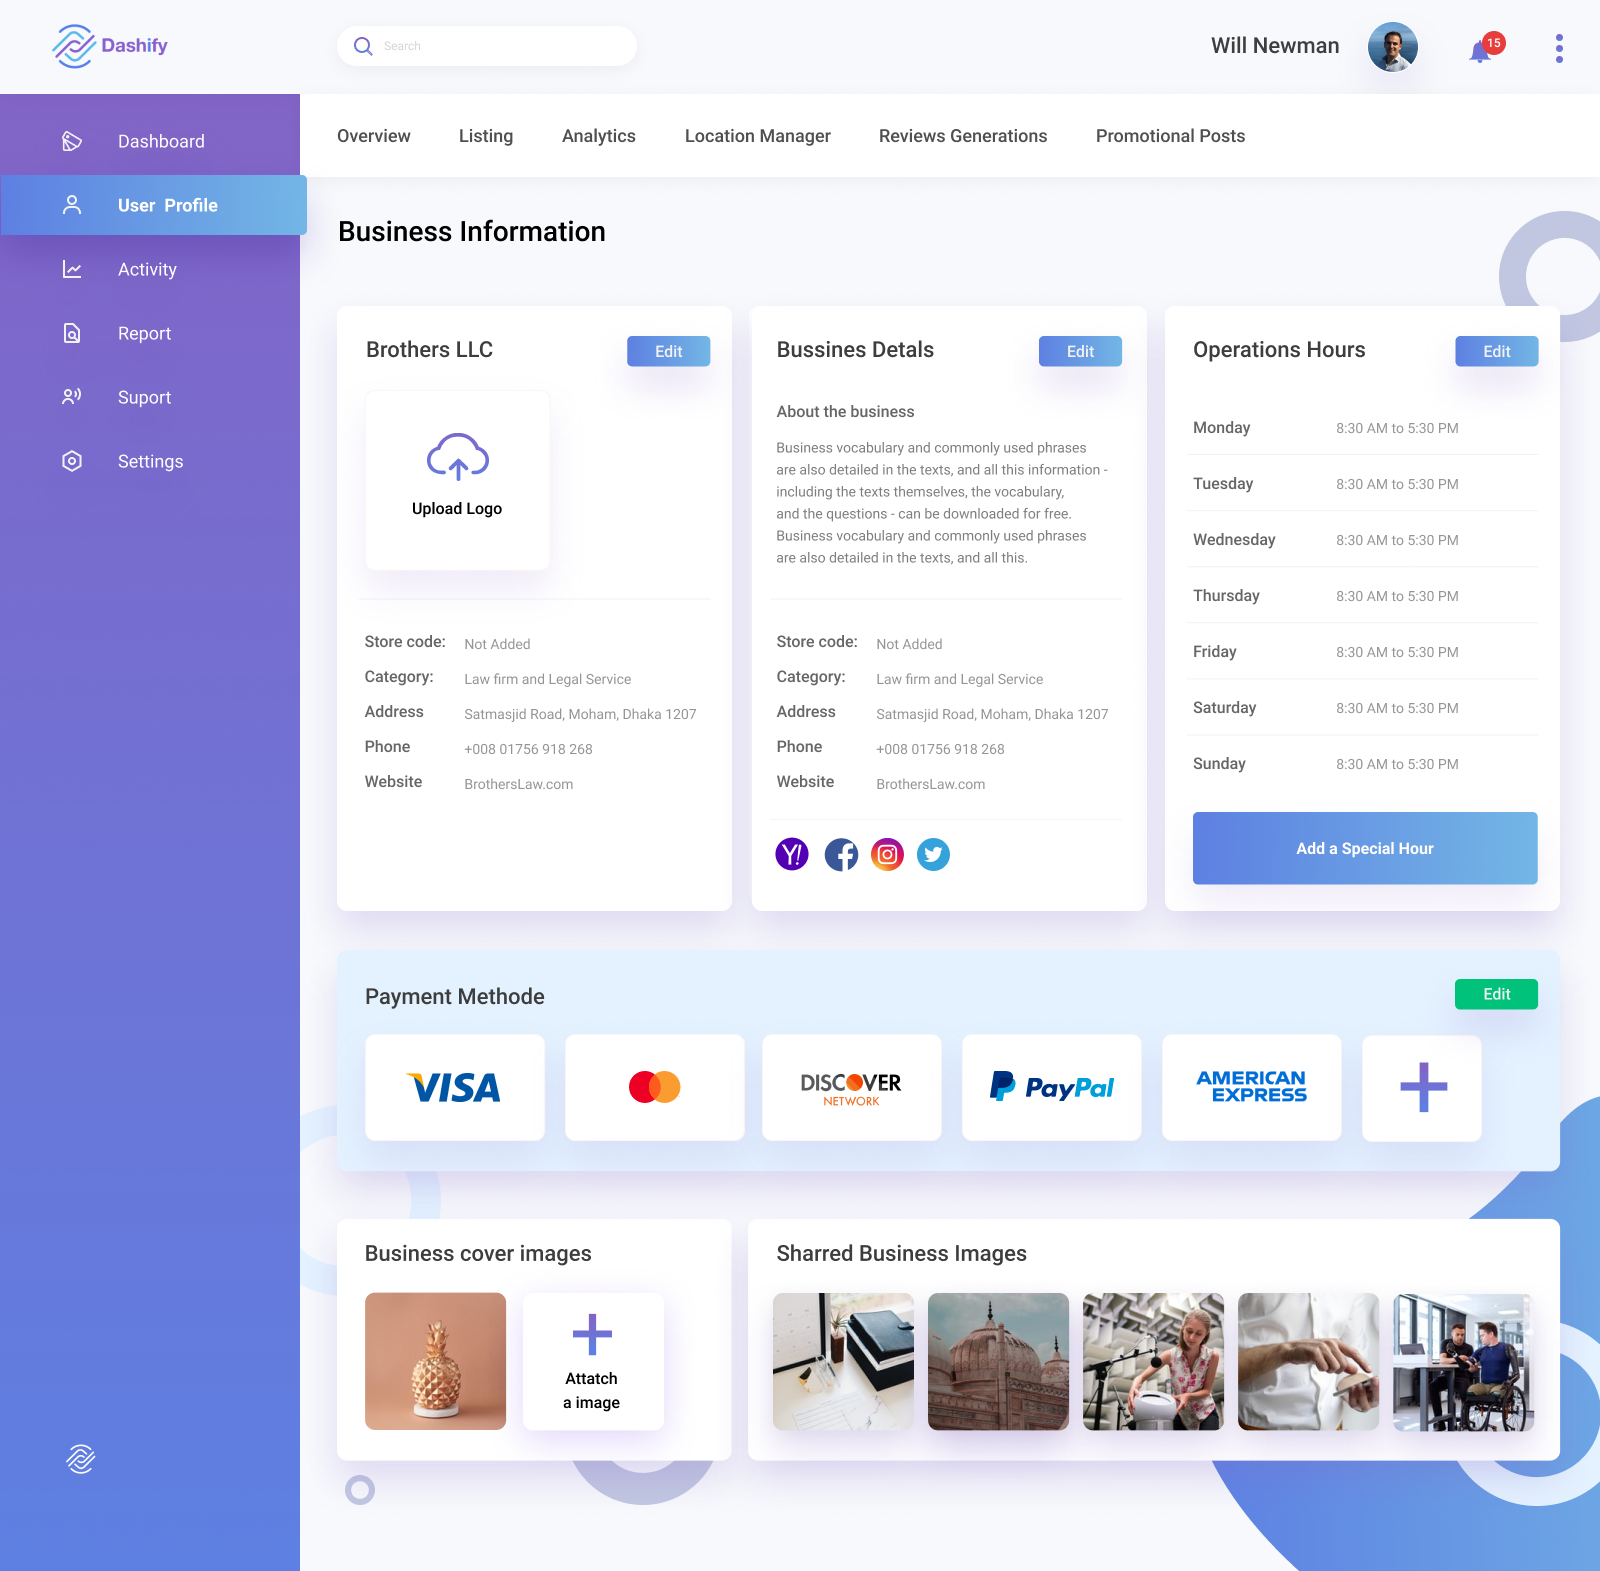 Dashify
Search
Will Newman
15
Dashboard
User Profile
Activity
Report
Suport
Settings
Overview
Listing
Analytics
Location Manager
Reviews Generations
Promotional Posts
Business Information
Brothers LLC
Edit
Upload Logo
Store code: Not Added
Category: Law firm and Legal Service
Address Satmasjid Road, Moham, Dhaka 1207
Phone +008 01756 918 268
Website BrothersLaw.com
Bussines Detals
Edit
About the business
Business vocabulary and commonly used phrases
are also detailed in the texts, and all this information -
including the texts themselves, the vocabulary,
and the questions - can be downloaded for free.
Business vocabulary and commonly used phrases
are also detailed in the texts, and all this.
Store code: Not Added
Category: Law firm and Legal Service
Address Satmasjid Road, Moham, Dhaka 1207
Phone +008 01756 918 268
Website BrothersLaw.com
Y!
Operations Hours
Edit
Monday 8:30 AM to 5:30 PM
Tuesday 8:30 AM to 5:30 PM
Wednesday 8:30 AM to 5:30 PM
Thursday 8:30 AM to 5:30 PM
Friday 8:30 AM to 5:30 PM
Saturday 8:30 AM to 5:30 PM
Sunday 8:30 AM to 5:30 PM
Add a Special Hour
Payment Methode
Edit
VISA
DISCOVER
NETWORK
PayPal
AMERICAN
EXPRESS
Business cover images
Attatch
a image
Sharred Business Images